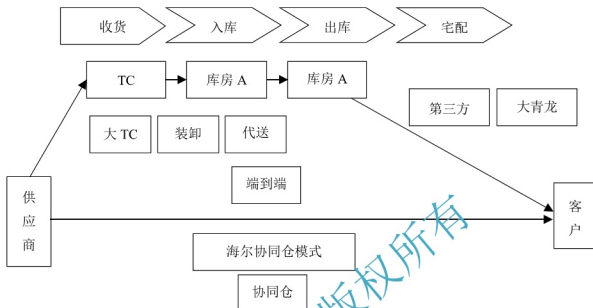 收货
入库
出库
宅配
TC
库房 A
库房 A
第三方
大青龙
大 TC
装卸
代送
端到端
供应商
客户
海尔协同仓模式
协同仓
版权所有